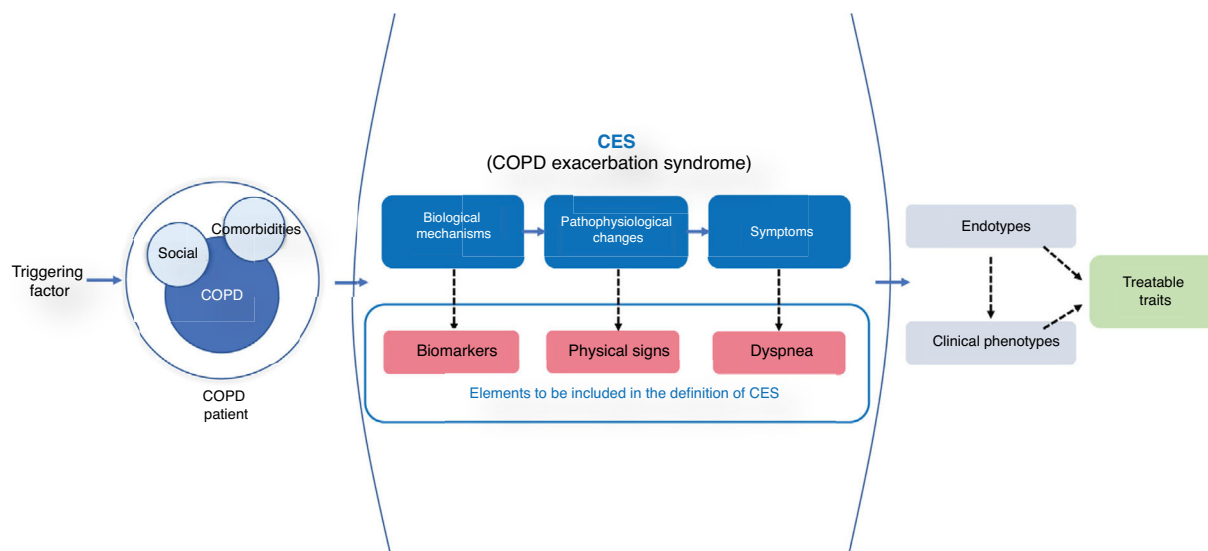 CES
(COPD exacerbation syndrome)
Triggering
factor
Social
Comorbidities
COPD
COPD
patient
Biological
mechanisms
Pathophysiological
changes
Symptoms
Biomarkers
Physical signs
Dyspnea
Elements to be included in the definition of CES
Endotypes
Clinical phenotypes
Treatable
traits